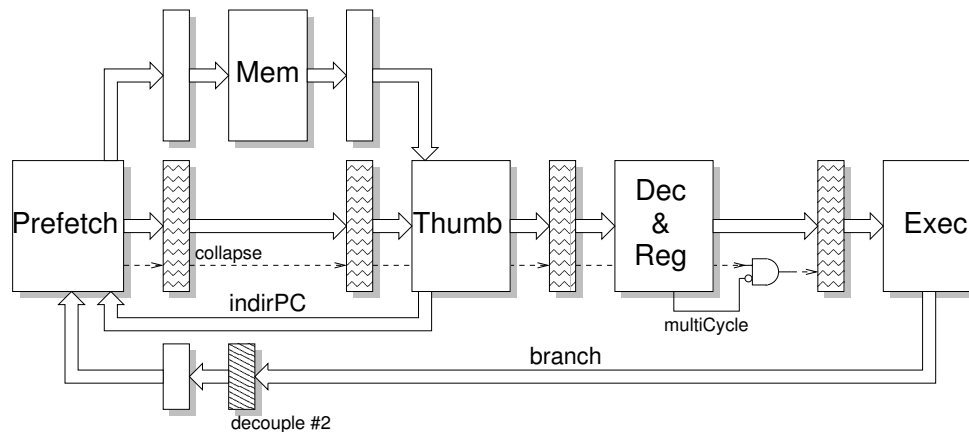 Mem
Prefetch
Thumb
Dec
&
Reg
Exec
collapse
indirPC
multiCycle
branch
decouple #2